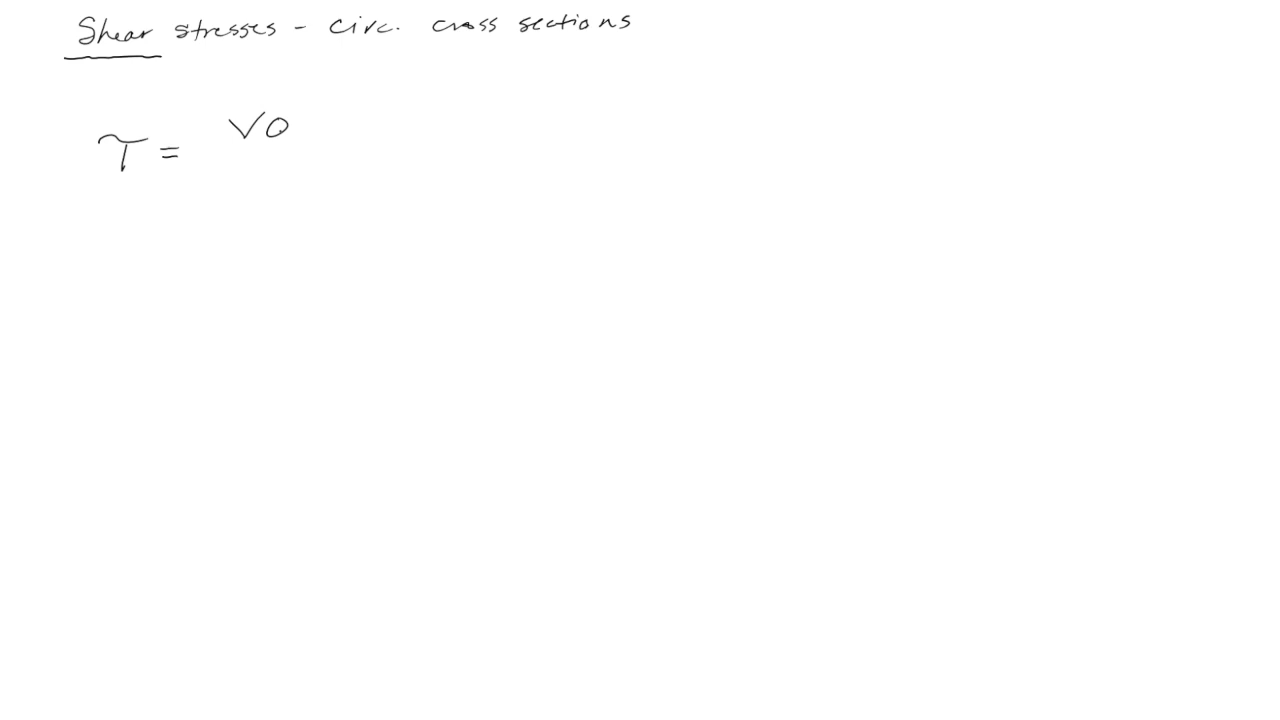 Shear stresses - circ. cross sections
τ = VQ